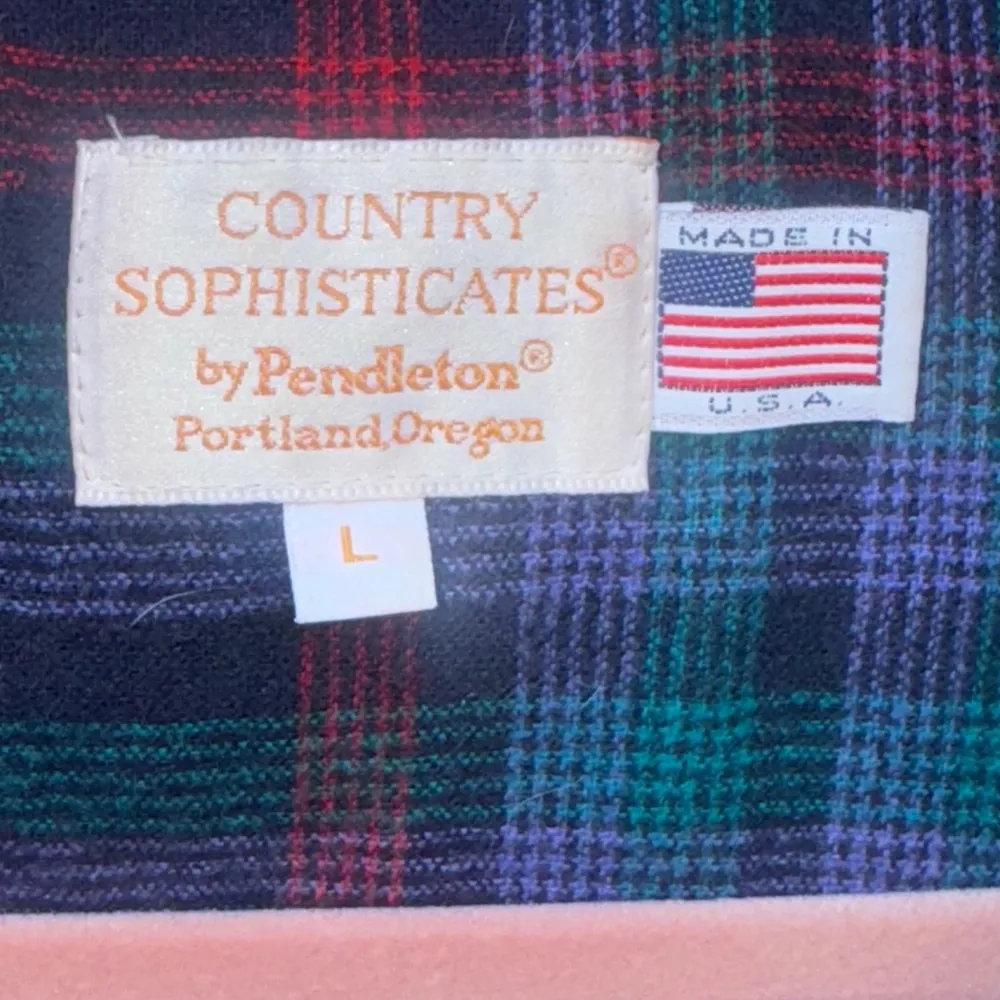 COUNTRY
SOPHISTICATES®
by Pendleton®
Portland, Oregon
L
MADE IN
U.S.A.